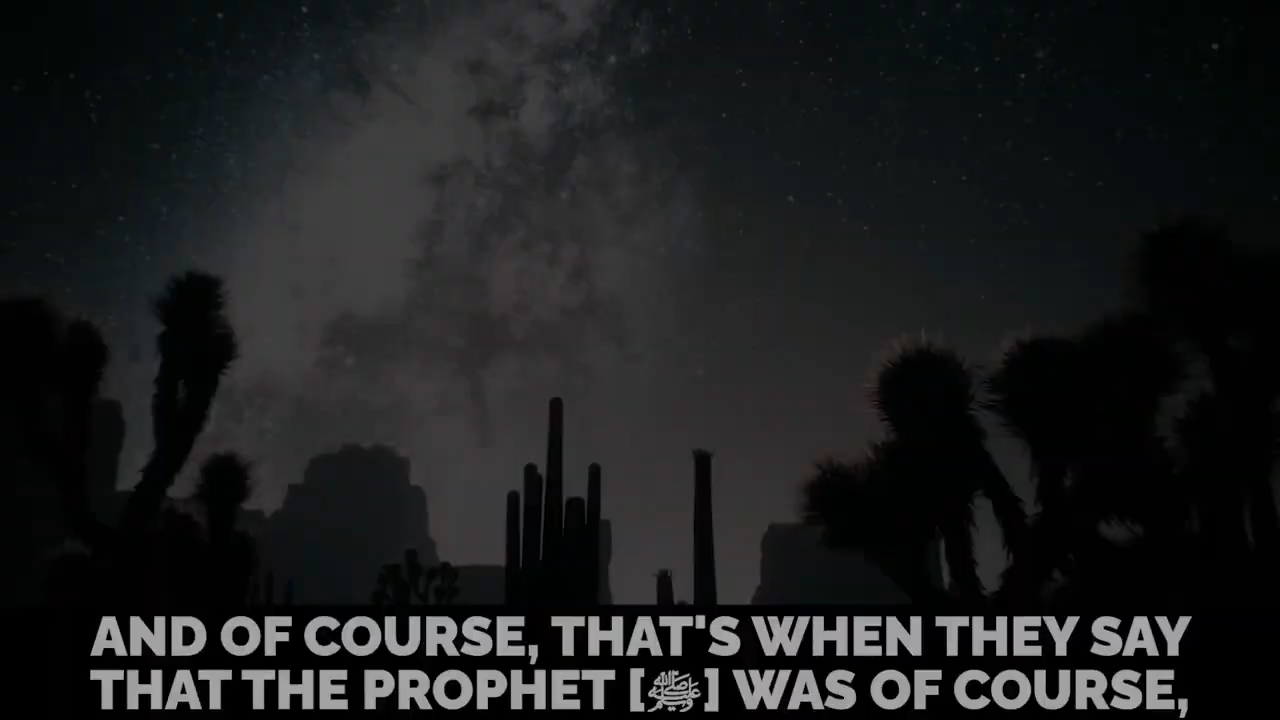 AND OF COURSE, THAT'S WHEN THEY SAY
THAT THE PROPHET [ﷺ] WAS OF COURSE,